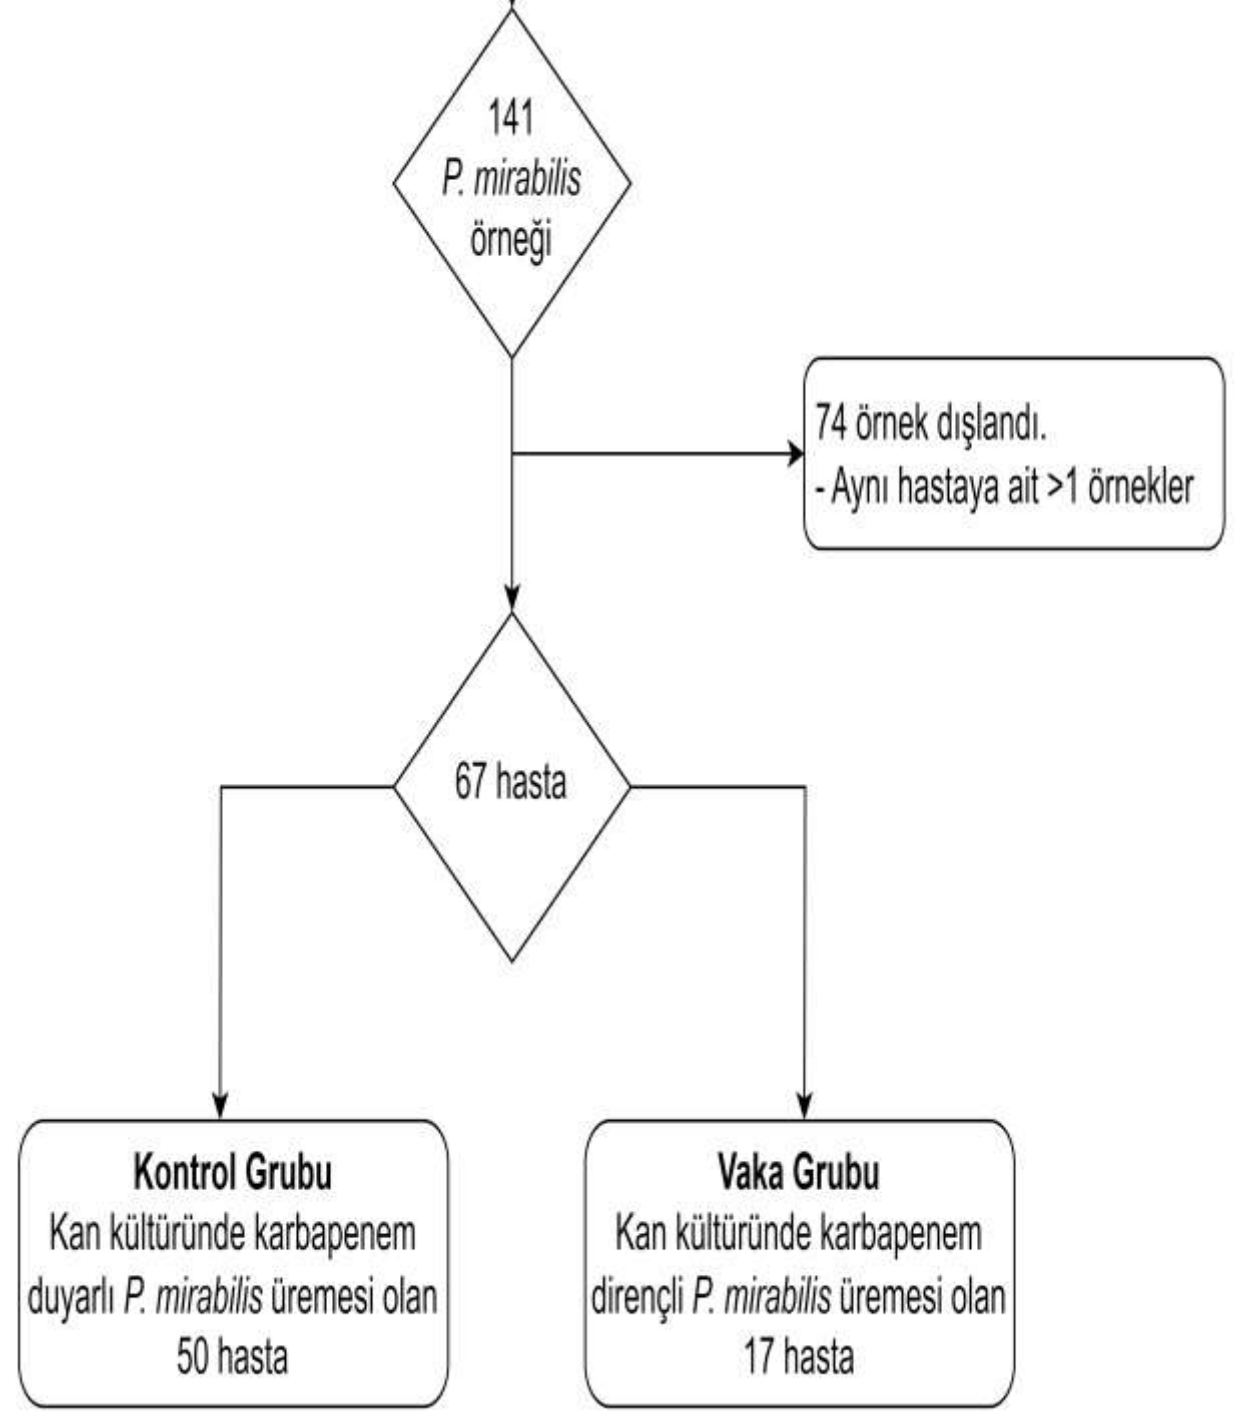 141
P. mirabilis
örneği
74 örnek dışlandı.
- Aynı hastaya ait >1 örnekler
67 hasta
Kontrol Grubu
Kan kültüründe karbapenem
duyarlı P. mirabilis üremesi olan
50 hasta
Vaka Grubu
Kan kültüründe karbapenem
dirençli P. mirabilis üremesi olan
17 hasta